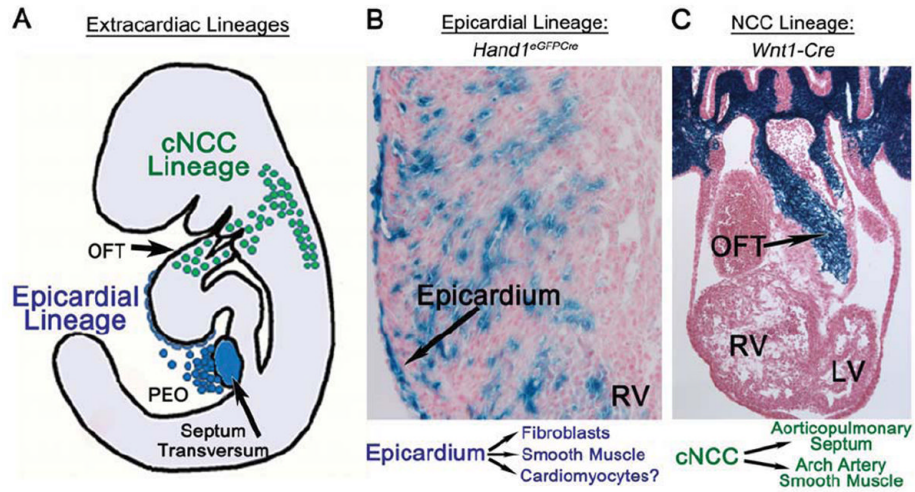 A
Extracardiac Lineages
cNCC
Lineage
OFT
Epicardial
Lineage
PEO
Septum
Transversum
B
Epicardial Lineage:
Hand1eGFPCre
Epicardium
RV
Epicardium
Fibroblasts
Smooth Muscle
Cardiomyocytes?
C
NCC Lineage:
Wnt1-Cre
OFT
RV
LV
cNCC
Aorticopulmonary
Septum
Arch Artery
Smooth Muscle